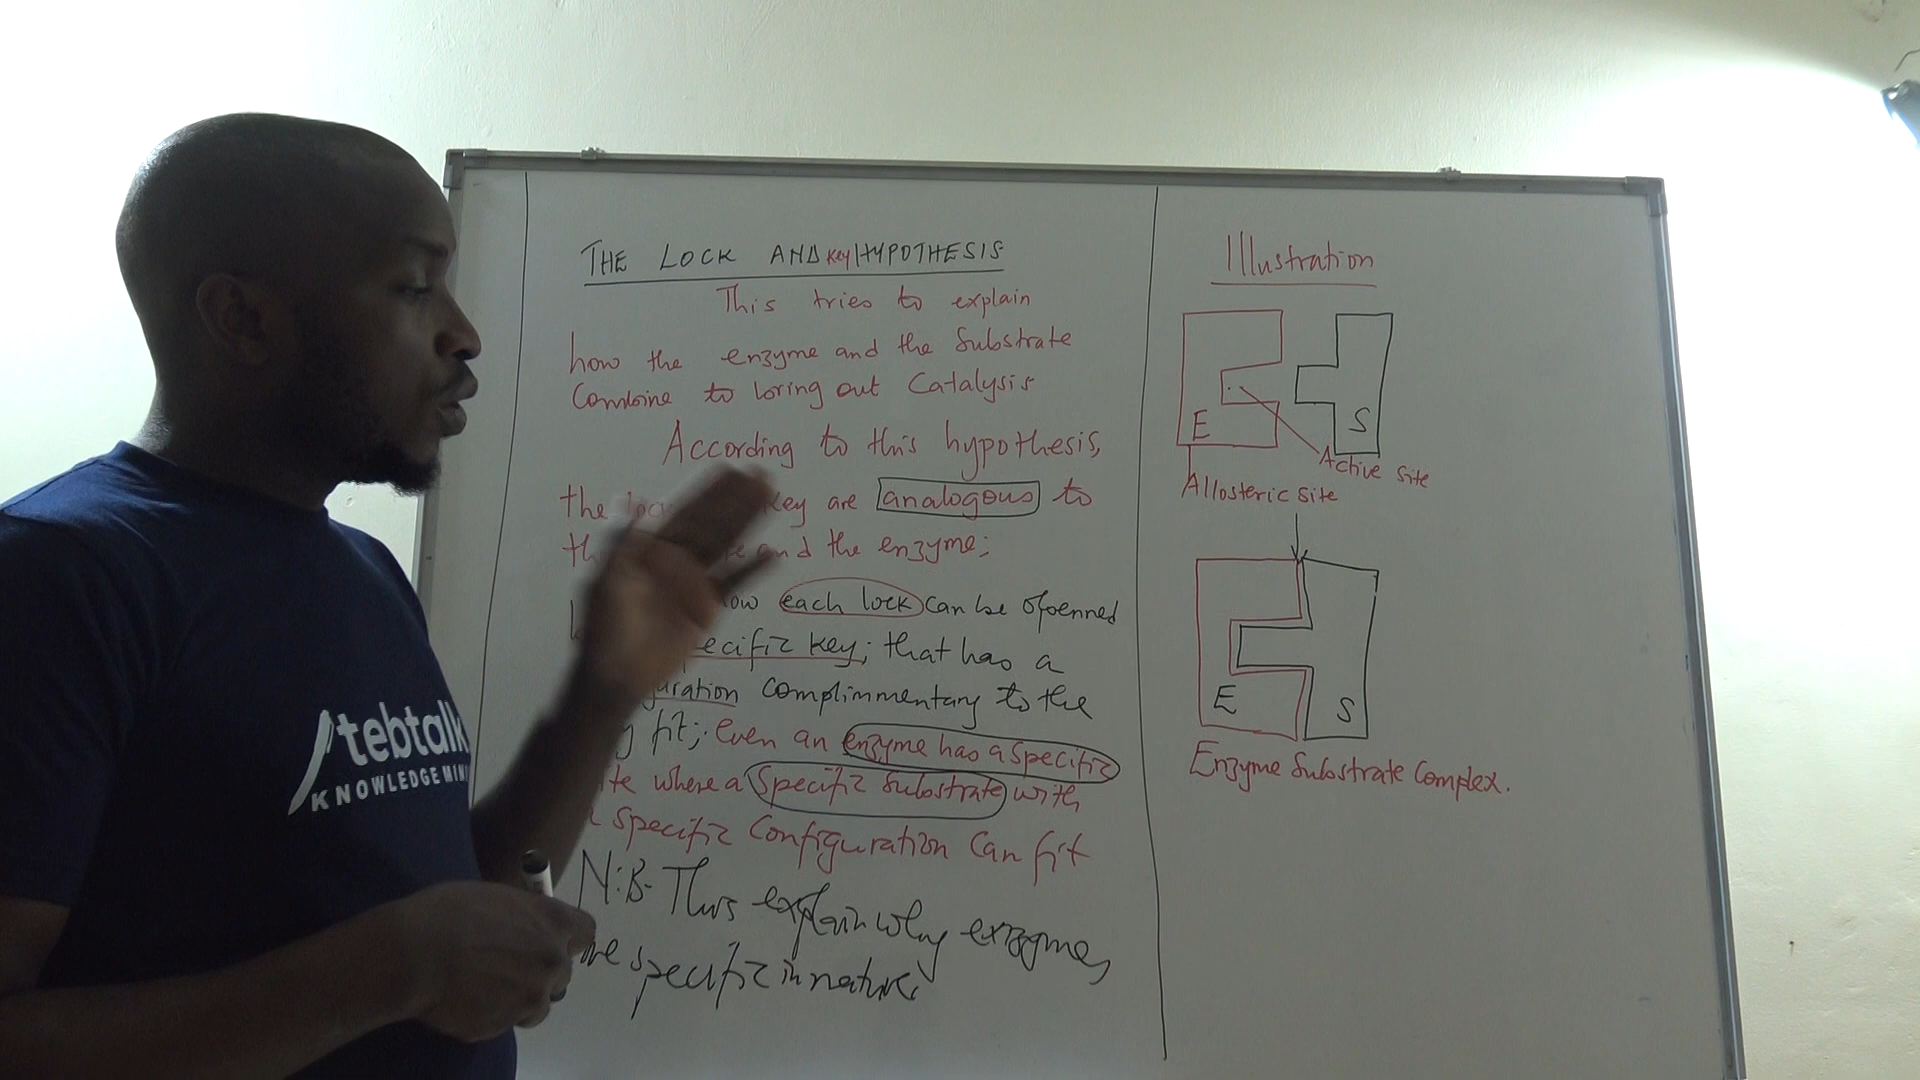 THE LOCK AND key HYPOTHESIS
This tries to explain
how the enzyme and the Substrate
Combine to bring out Catalysis
According to this hypothesis,
the key are analogous to
and the enzyme;
each lock can be openned
key; that has a
complimmentary to the
fit; even an enzyme has a specific
where a specific substrate with
specific configuration can fit
N:B- This explain why enzymes
are specific in nature.
Illustration
E
S
Active site
Allosteric site
E
S
Enzyme Substrate Complex.
tebtalk
KNOWLEDGE